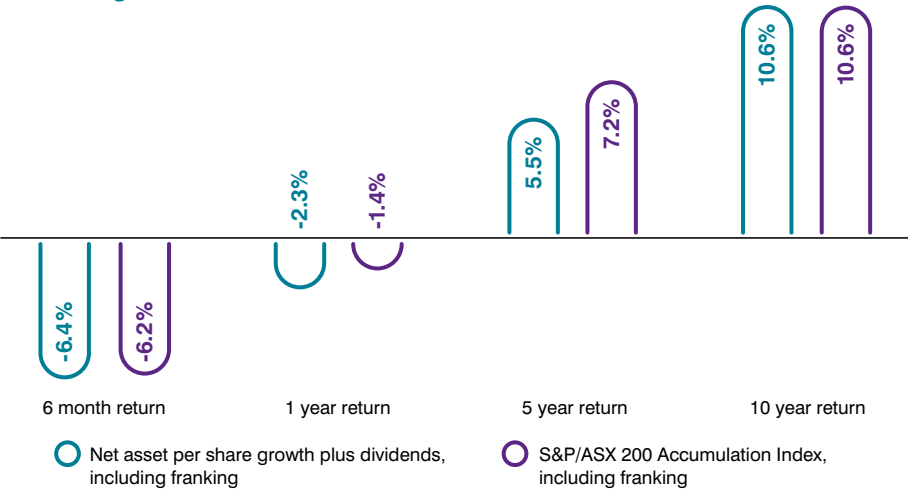 10.6%
10.6%
7.2%
5.5%
-2.3%
-1.4%
-6.4%
-6.2%
6 month return
1 year return
5 year return
10 year return
Net asset per share growth plus dividends,
including franking
S&P/ASX 200 Accumulation Index,
including franking